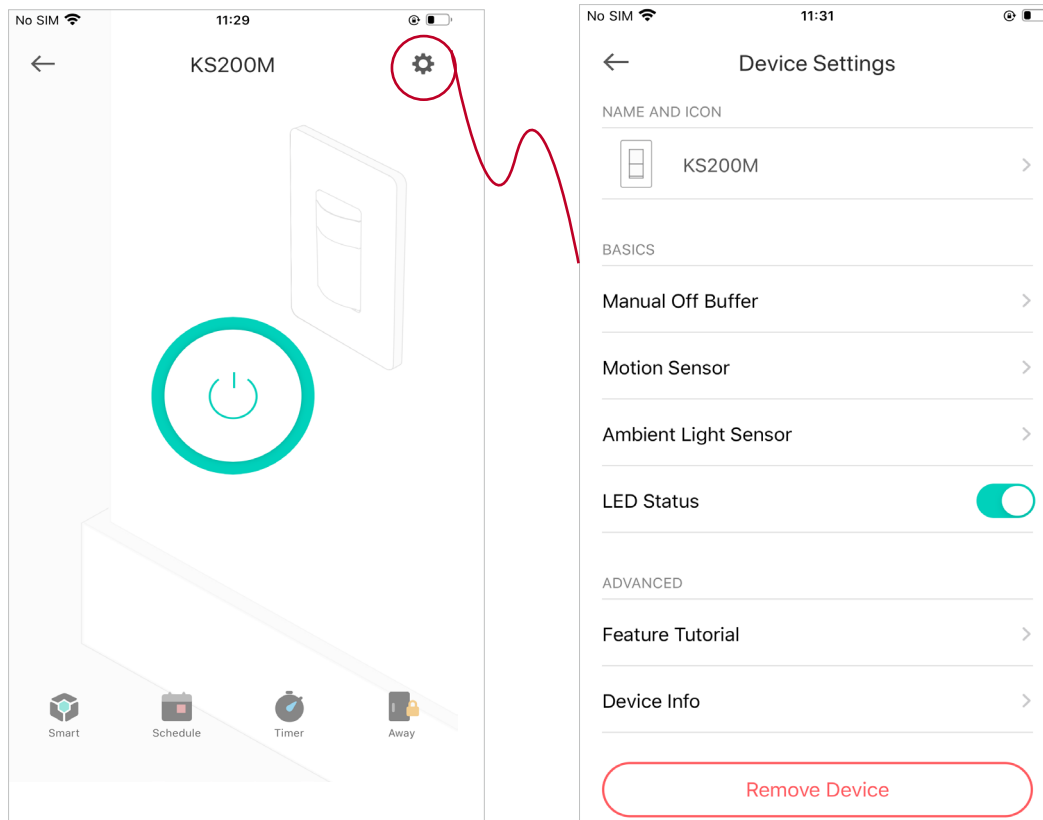 No SIM 11:29
KS200M
Smart Schedule Timer Away
No SIM 11:31
Device Settings
NAME AND ICON
KS200M
BASICS
Manual Off Buffer
Motion Sensor
Ambient Light Sensor
LED Status
ADVANCED
Feature Tutorial
Device Info
Remove Device